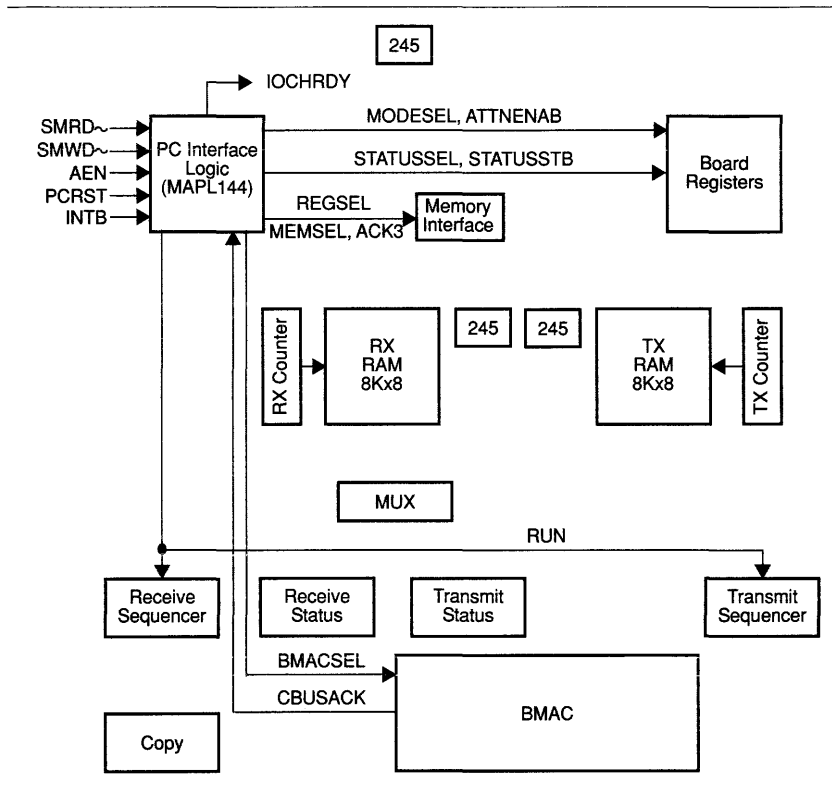 245
IOCHRDY
SMRD~
SMWD~
AEN
PCRST
INTB
PC Interface
Logic
(MAPL144)
MODESEL, ATTNENAB
STATUSSEL, STATUSSTB
REGSEL
MEMSEL, ACK3
Memory
Interface
Board
Registers
RX Counter
RX
RAM
8Kx8
245
245
TX
RAM
8Kx8
TX Counter
MUX
RUN
Receive
Sequencer
Receive
Status
Transmit
Status
Transmit
Sequencer
BMACSEL
CBUSACK
BMAC
Copy